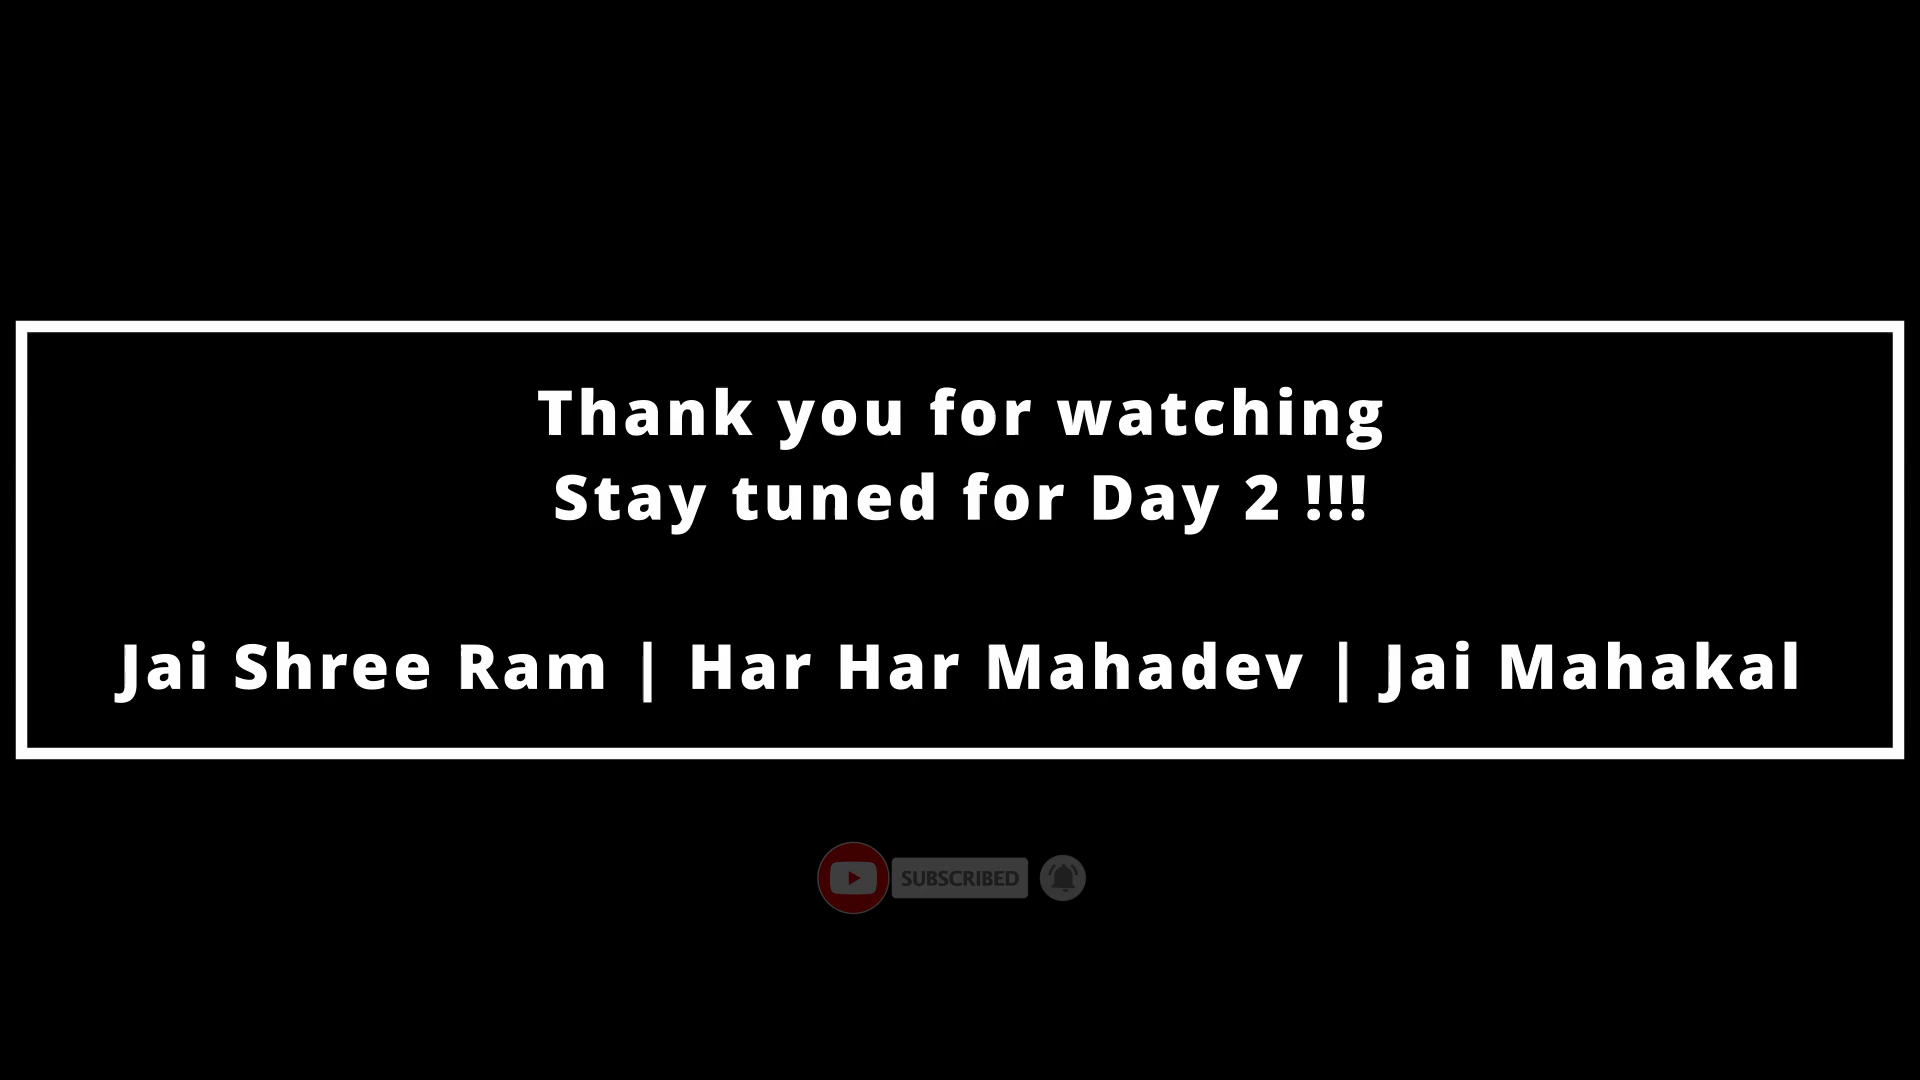 Thank you for watching
Stay tuned for Day 2 !!!
Jai Shree Ram | Har Har Mahadev | Jai Mahakal
SUBSCRIBED